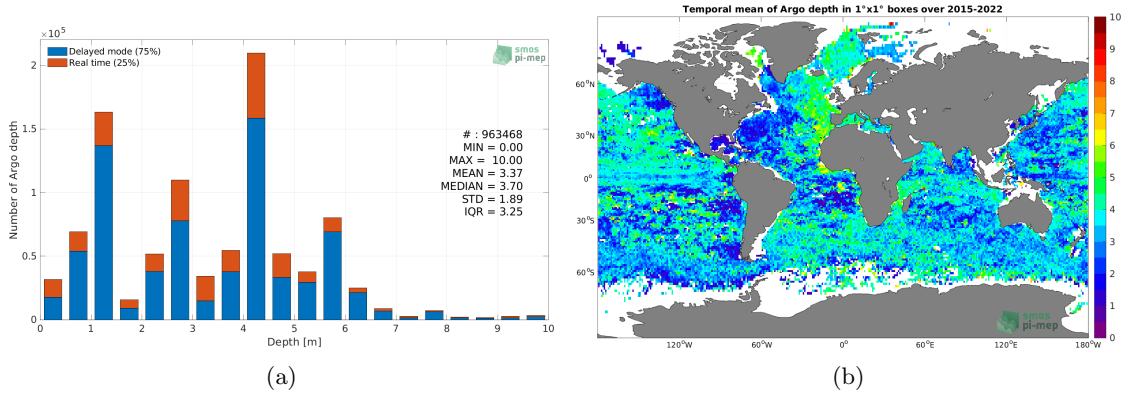 Delayed mode (75%)
Real time (25%)
smos
pi-mep
2
1.5
1
0.5
0
×10⁵
Number of Argo depth
# : 963468
MIN = 0.00
MAX = 10.00
MEAN = 3.37
MEDIAN = 3.70
STD = 1.89
IQR = 3.25
0 1 2 3 4 5 6 7 8 9 10
Depth [m]
(a)
Temporal mean of Argo depth in 1°x1° boxes over 2015-2022
60°N
30°N
0°
30°S
60°S
120°W 60°W 0° 60°E 120°E 180°W
10
9
8
7
6
5
4
3
2
1
0
smos
pi-mep
(b)